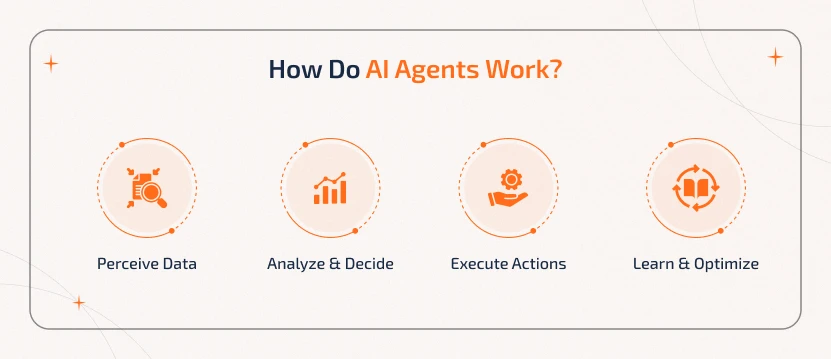 How Do AI Agents Work?
Perceive Data
Analyze & Decide
Execute Actions
Learn & Optimize